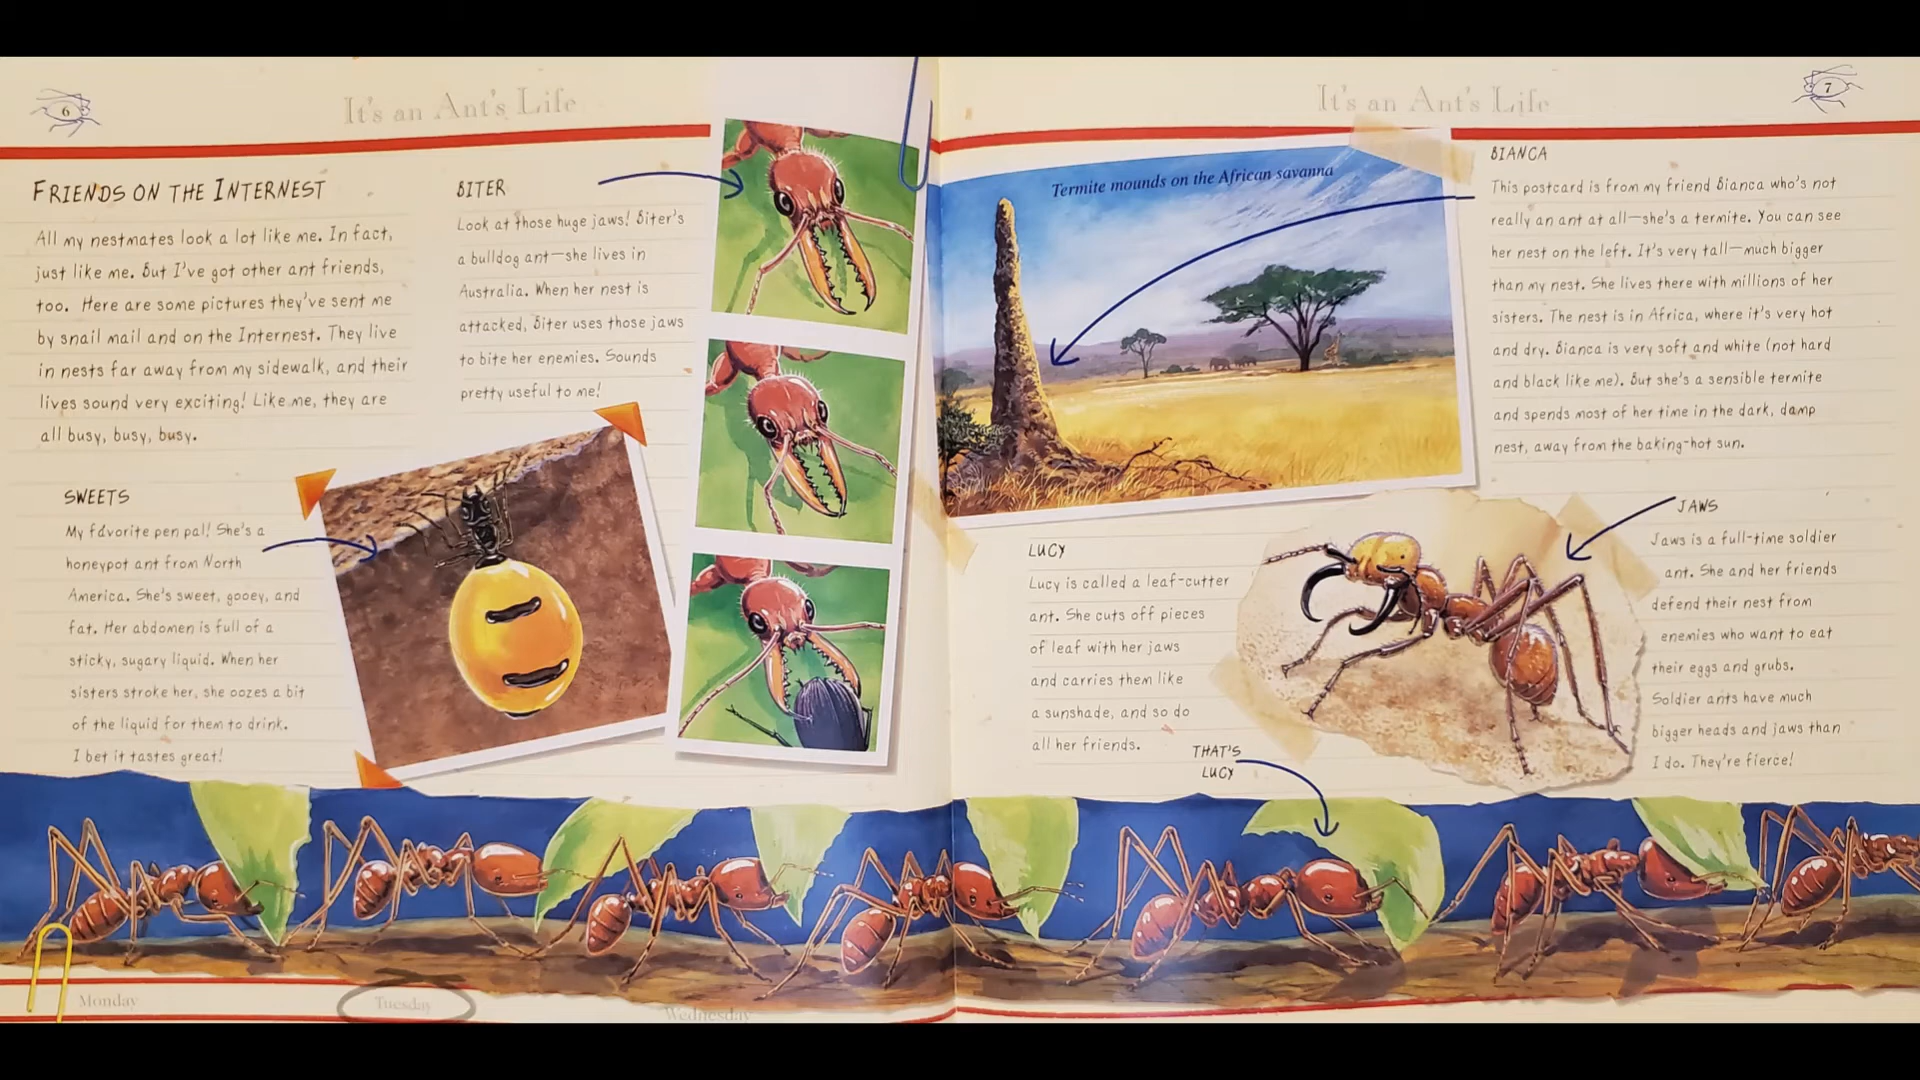 6
It's an Ant's Life
FRIENDS ON THE INTERNEST
All my nestmates look a lot like me. In fact,
just like me. But I've got other ant friends,
too. Here are some pictures they've sent me
by snail mail and on the Internest. They live
in nests far away from my sidewalk, and their
lives sound very exciting! Like me, they are
all busy, busy, busy.
SWEETS
My favorite pen pal! She's a
honeypot ant from North
America. She's sweet, gooey, and
fat. Her abdomen is full of a
sticky, sugary liquid. When her
sisters stroke her, she oozes a bit
of the liquid for them to drink.
I bet it tastes great!
BITER
Look at those huge jaws! Biter's
a bulldog ant—she lives in
Australia. When her nest is
attacked, Biter uses those jaws
to bite her enemies. Sounds
pretty useful to me!
Monday
Tuesday
Wednesday
It's an Ant's Life
7
Termite mounds on the African savanna
BIANCA
This postcard is from my friend Bianca who's not
really an ant at all—she's a termite. You can see
her nest on the left. It's very tall—much bigger
than my nest. She lives there with millions of her
sisters. The nest is in Africa, where it's very hot
and dry. Bianca is very soft and white (not hard
and black like me). But she's a sensible termite
and spends most of her time in the dark, damp
nest, away from the baking-hot sun.
LUCY
Lucy is called a leaf-cutter
ant. She cuts off pieces
of leaf with her jaws
and carries them like
a sunshade, and so do
all her friends.
THAT'S
LUCY
JAWS
Jaws is a full-time soldier
ant. She and her friends
defend their nest from
enemies who want to eat
their eggs and grubs.
Soldier ants have much
bigger heads and jaws than
I do. They're fierce!